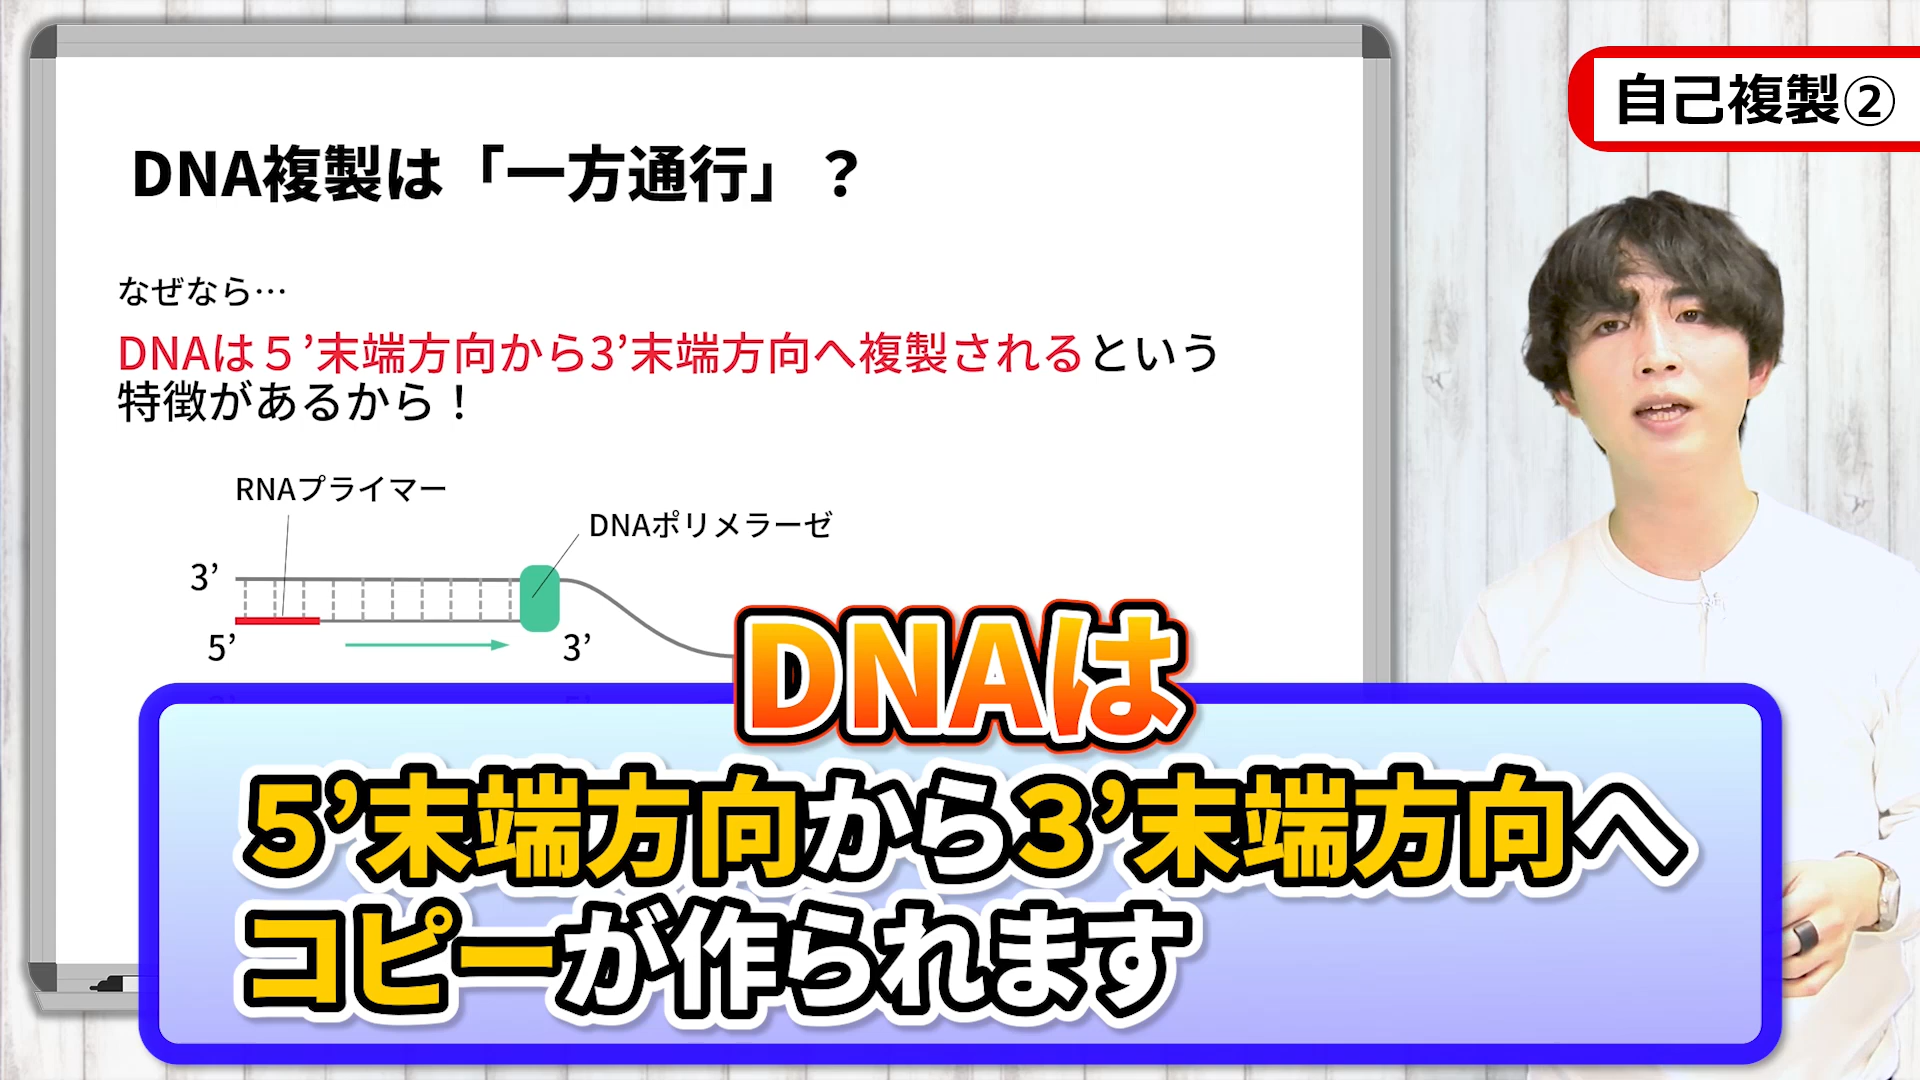 自己複製②
DNA複製は「一方通行」？
なぜなら…
DNAは５’末端方向から3’末端方向へ複製されるという
特徴があるから！
RNAプライマー
DNAポリメラーゼ
3’
5’
3’
DNAは
5’末端方向から3’末端方向へ
コピーが作られます